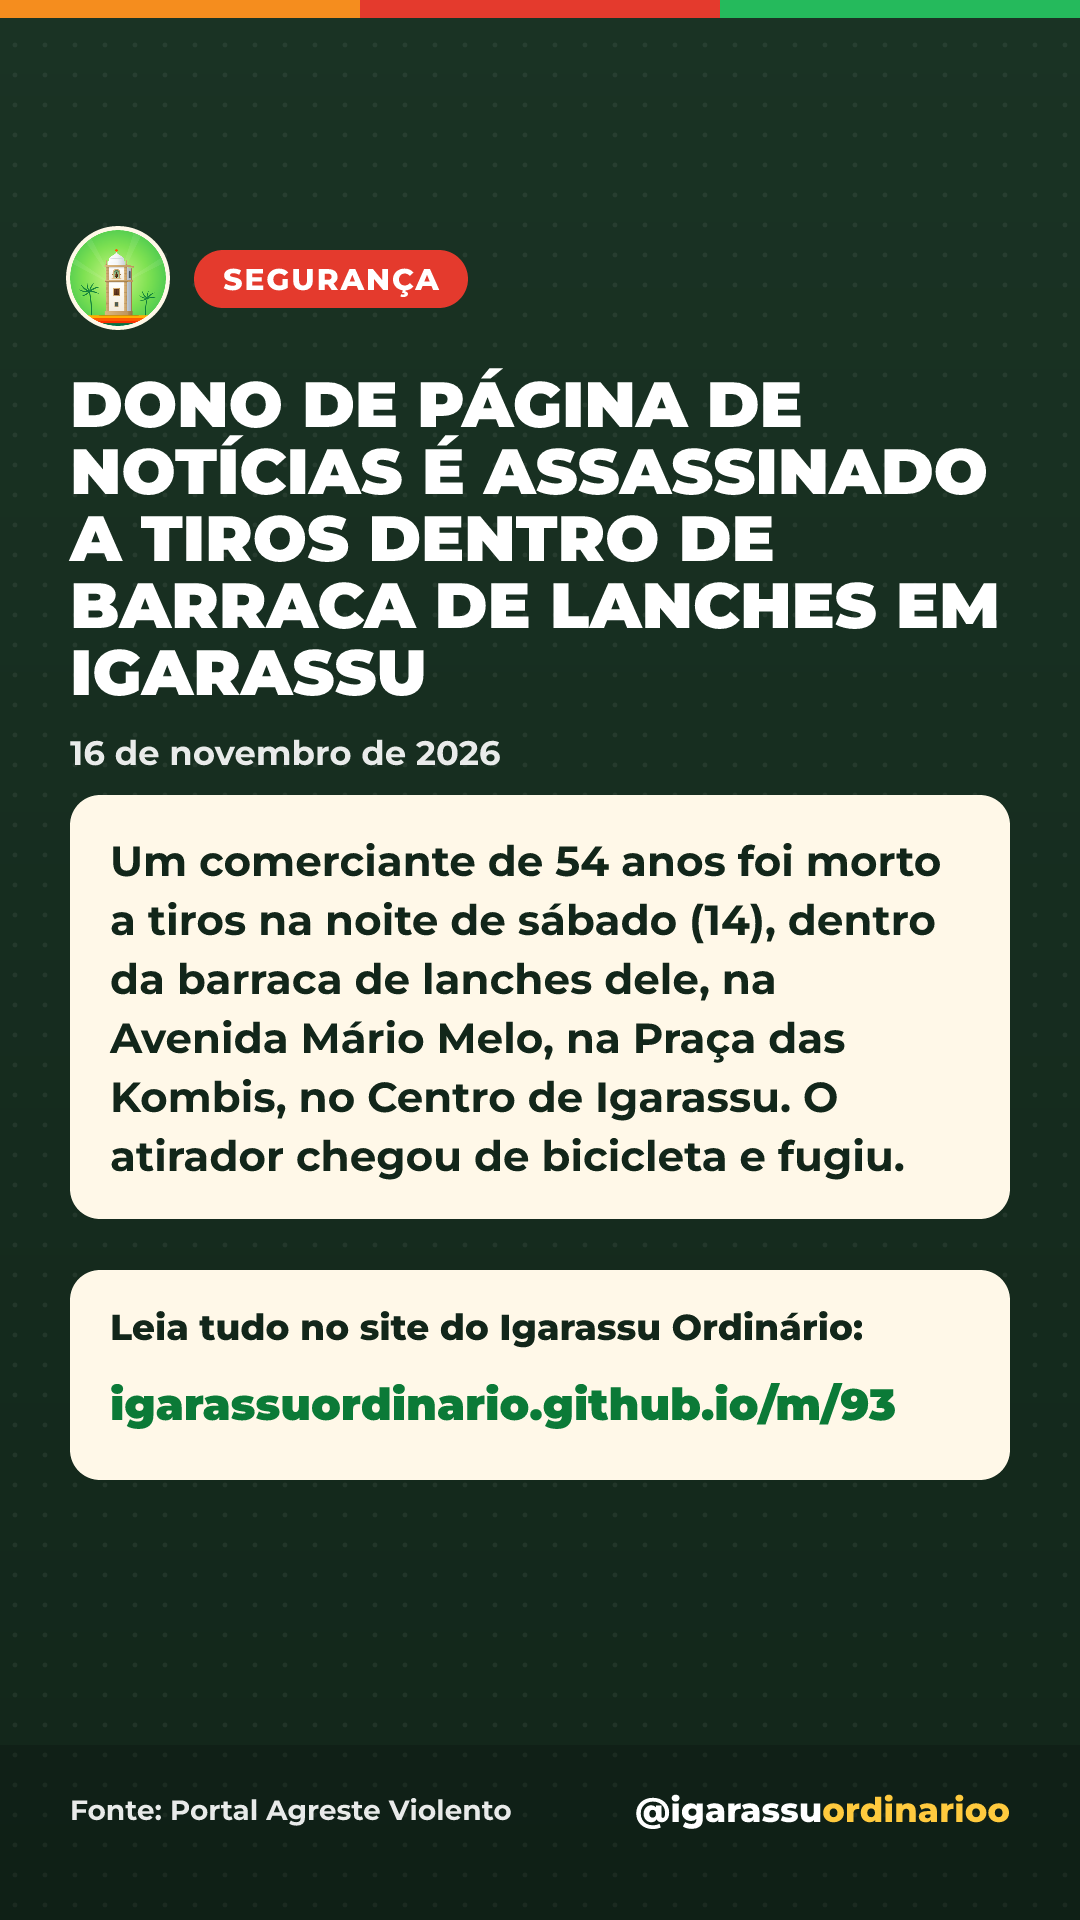 SEGURANÇA
DONO DE PÁGINA DE
NOTÍCIAS É ASSASSINADO
A TIROS DENTRO DE
BARRACA DE LANCHES EM
IGARASSU
16 de novembro de 2026
Um comerciante de 54 anos foi morto
a tiros na noite de sábado (14), dentro
da barraca de lanches dele, na
Avenida Mário Melo, na Praça das
Kombis, no Centro de Igarassu. O
atirador chegou de bicicleta e fugiu.
Leia tudo no site do Igarassu Ordinário:
igarassuordinario.github.io/m/93
Fonte: Portal Agreste Violento
@igarassuordinarioo